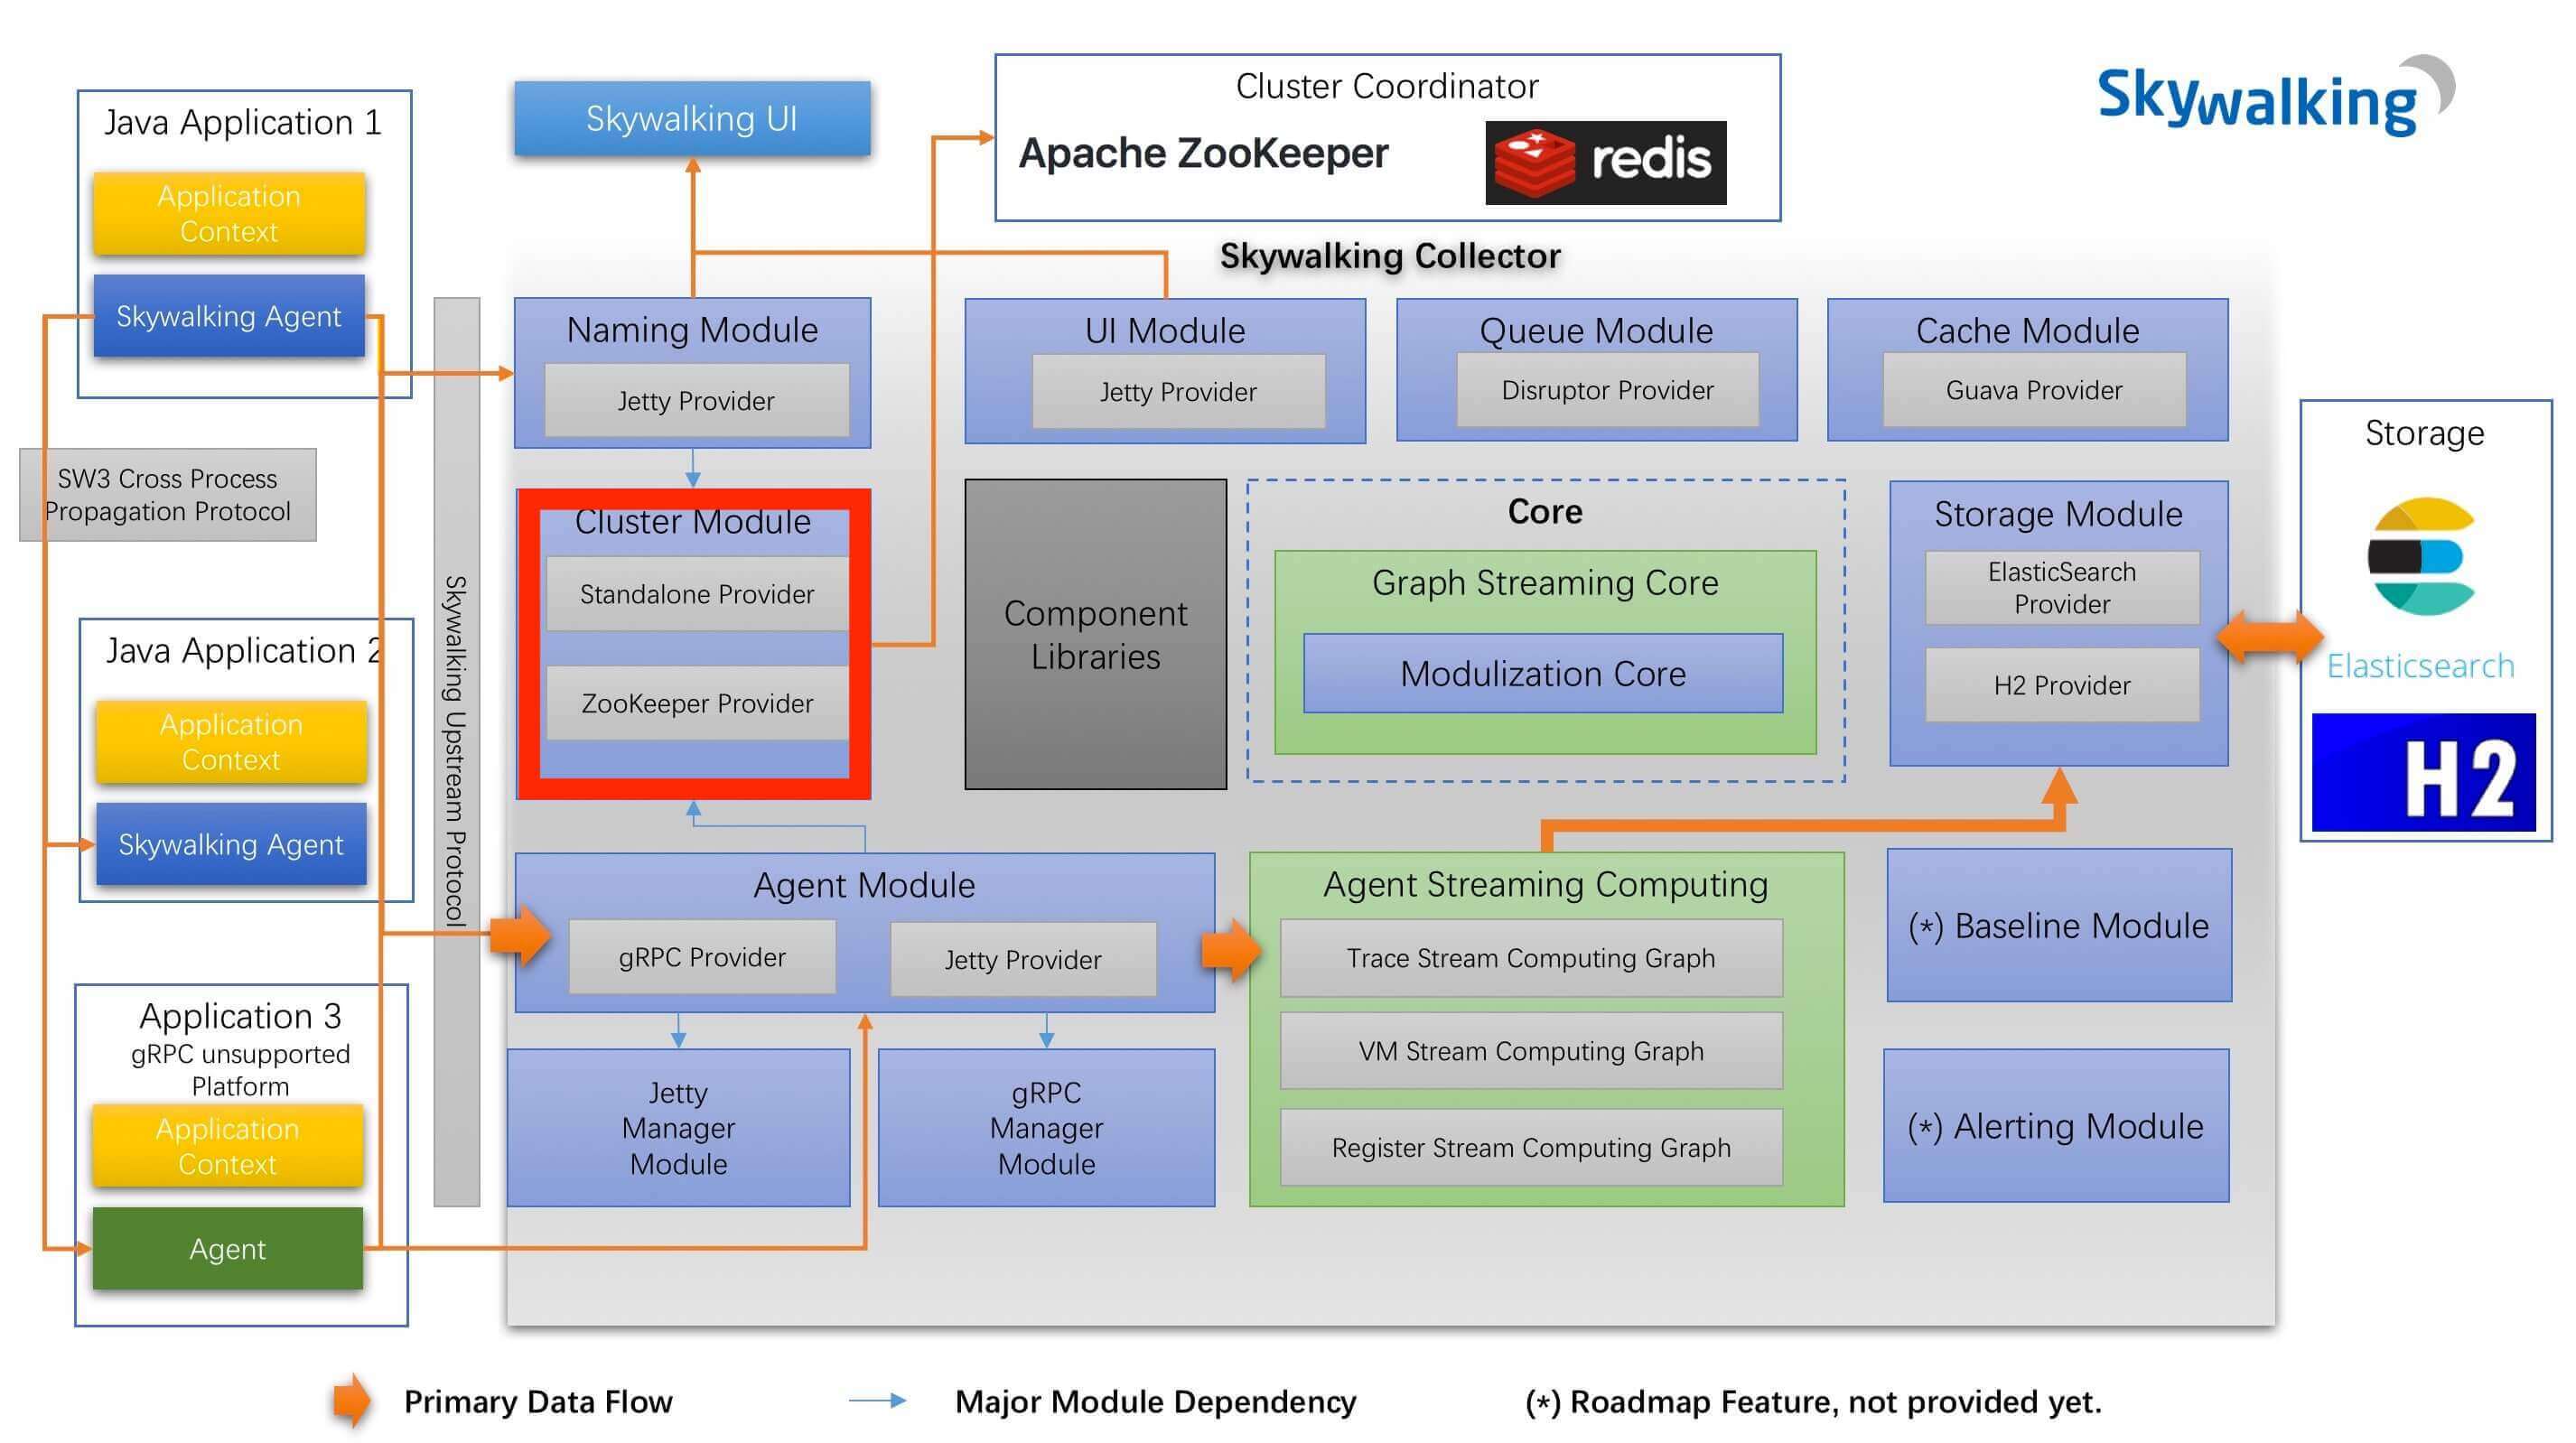 Skywalking
Cluster Coordinator
Apache ZooKeeper
redis
Skywalking UI
Java Application 1
Application
Context
Skywalking Agent
SW3 Cross Process
Propagation Protocol
Java Application 2
Application
Context
Skywalking Agent
Application 3
gRPC unsupported
Platform
Application
Context
Agent
Skywalking Upstream Protocol
Skywalking Collector
Naming Module
Jetty Provider
UI Module
Jetty Provider
Queue Module
Disruptor Provider
Cache Module
Guava Provider
Cluster Module
Standalone Provider
ZooKeeper Provider
Component
Libraries
Core
Graph Streaming Core
Modulization Core
Storage Module
ElasticSearch
Provider
H2 Provider
Storage
Elasticsearch
H2
Agent Module
gRPC Provider
Jetty Provider
Jetty
Manager
Module
gRPC
Manager
Module
Agent Streaming Computing
Trace Stream Computing Graph
VM Stream Computing Graph
Register Stream Computing Graph
(*) Baseline Module
(*) Alerting Module
Primary Data Flow
Major Module Dependency
(*) Roadmap Feature, not provided yet.